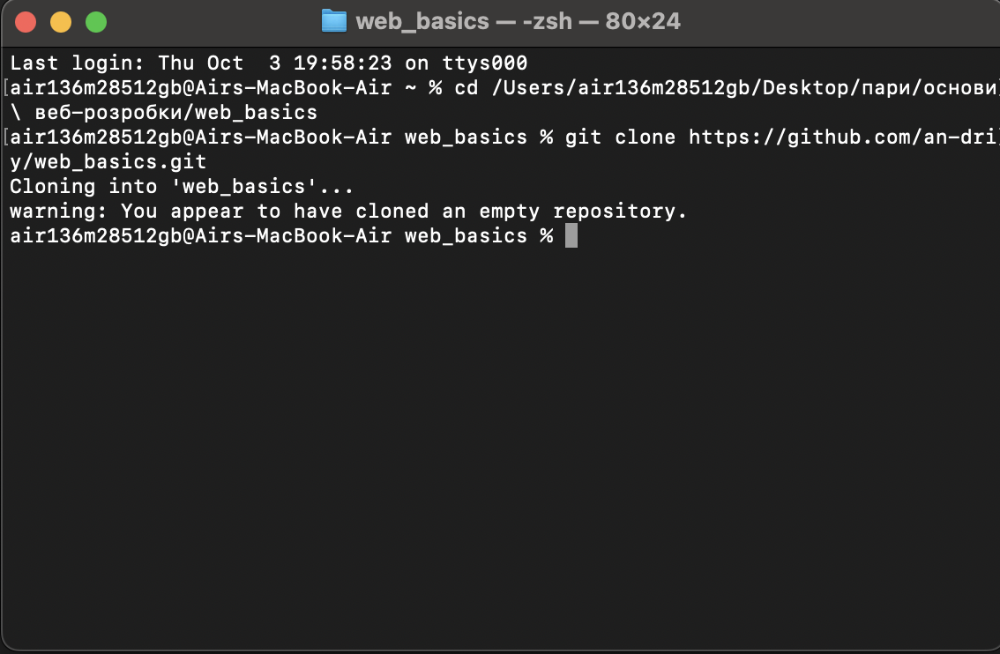 web_basics — -zsh — 80×24
Last login: Thu Oct  3 19:58:23 on ttys000
[air136m28512gb@Airs-MacBook-Air ~ % cd /Users/air136m28512gb/Desktop/пари/основи]
\ веб-розробки/web_basics
[air136m28512gb@Airs-MacBook-Air web_basics % git clone https://github.com/an-dri]
y/web_basics.git
Cloning into 'web_basics'...
warning: You appear to have cloned an empty repository.
air136m28512gb@Airs-MacBook-Air web_basics %